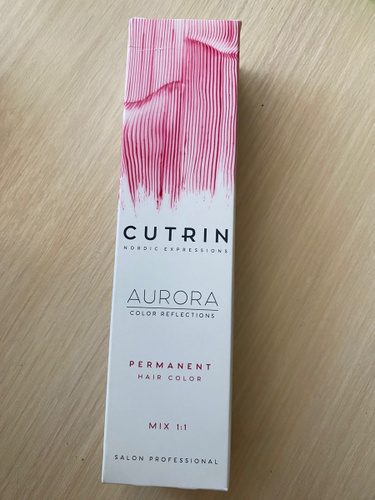 CUTRIN
NORDIC EXPRESSIONS
AURORA
COLOR REFLECTIONS
PERMANENT
HAIR COLOR
MIX 1:1
SALON PROFESSIONAL